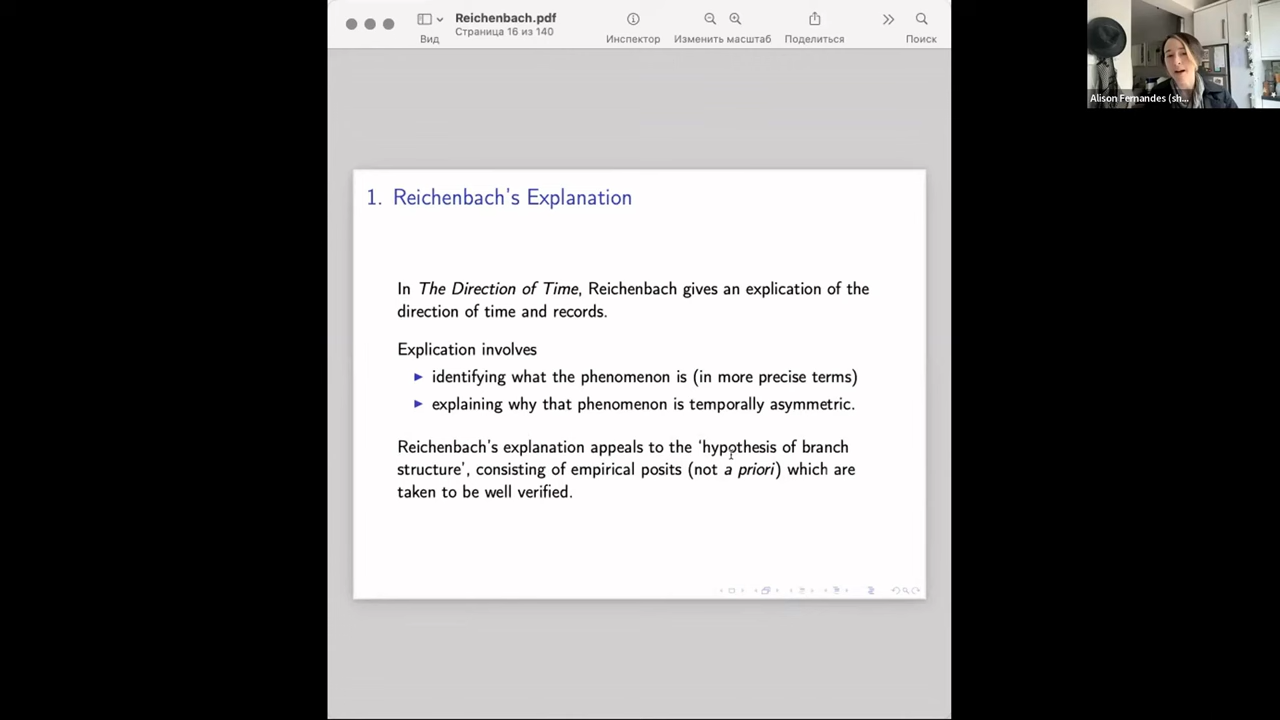 Reichenbach.pdf
Страница 16 из 140
Вид
Инспектор
Изменить масштаб
Поделиться
Поиск
Alison Fernandes (sh...
1. Reichenbach's Explanation
In The Direction of Time, Reichenbach gives an explication of the
direction of time and records.
Explication involves
► identifying what the phenomenon is (in more precise terms)
► explaining why that phenomenon is temporally asymmetric.
Reichenbach's explanation appeals to the ‘hypothesis of branch
structure’, consisting of empirical posits (not a priori) which are
taken to be well verified.